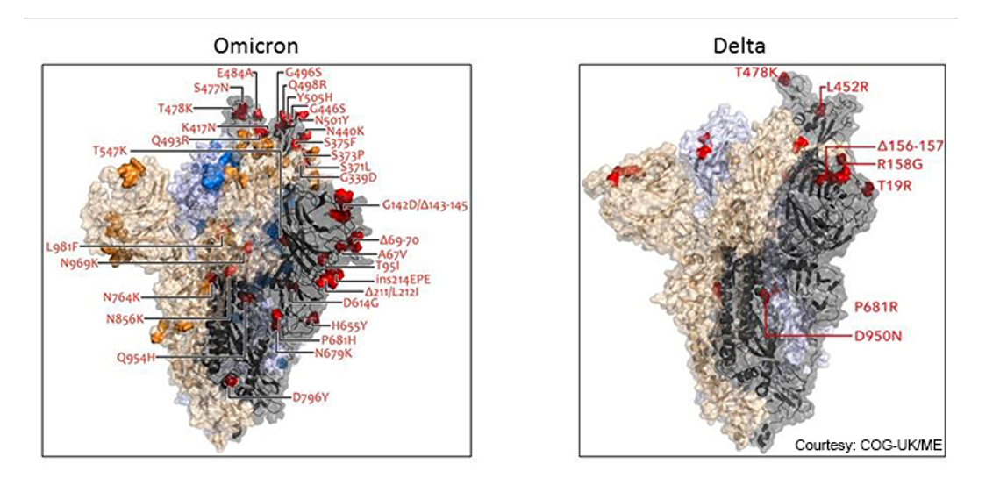 Omicron
Delta
E484A
G496S
S477N
Q498R
Y505H
T478K
G446S
K417N
N501Y
N440K
Q493R
S375F
T547K
S373P
S371L
G339D
G142D/Δ143-145
L981F
Δ69-70
N969K
A67V
T95I
ins214EPE
N764K
Δ211/L212I
D614G
N856K
H655Y
P681H
Q954H
N679K
D796Y
T478K
L452R
Δ156-157
R158G
T19R
P681R
D950N
Courtesy: COG-UK/ME